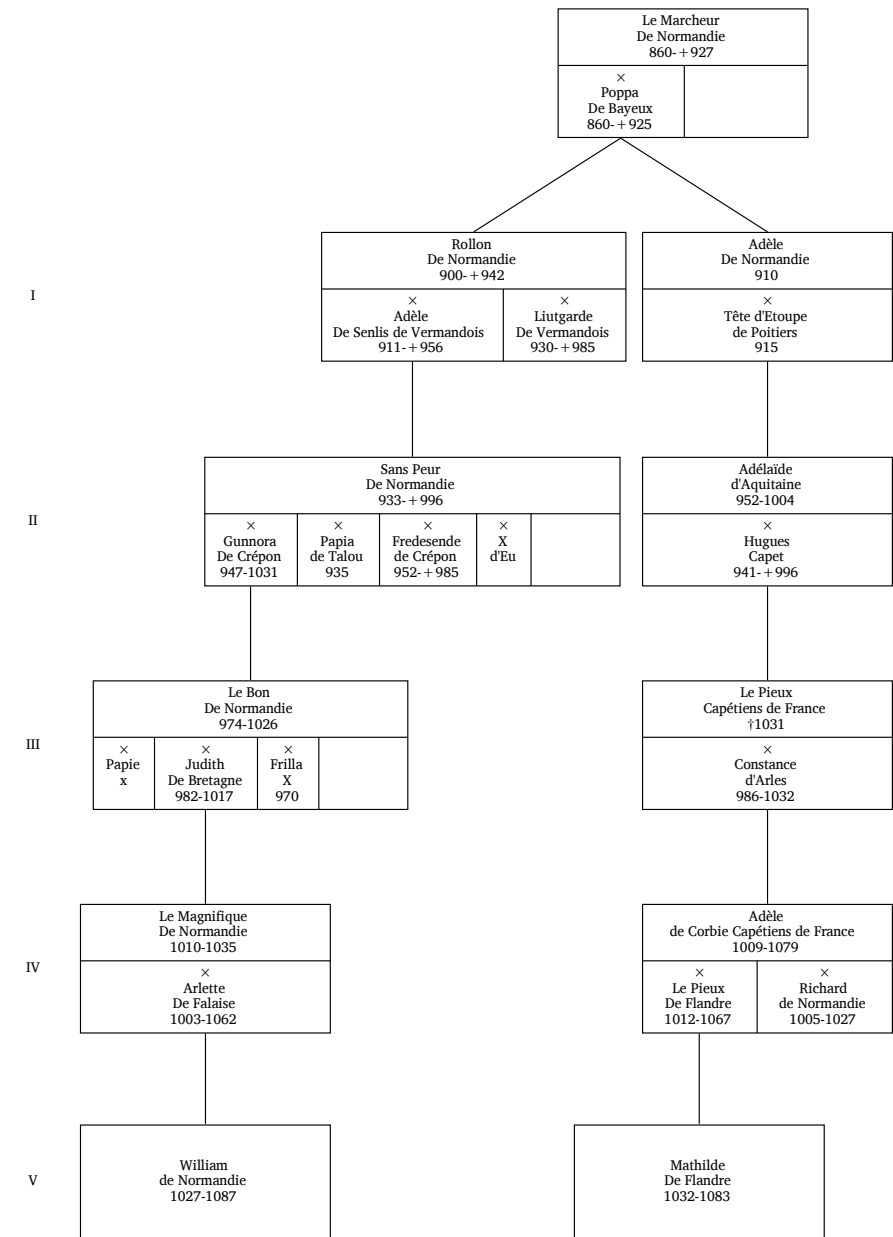 Le Marcheur
De Normandie
860-+927
×
Poppa
De Bayeux
860-+925
I
Rollon
De Normandie
900-+942
×
Adèle
De Senlis de Vermandois
911-+956
×
Liutgarde
De Vermandois
930-+985
Adèle
De Normandie
910
×
Tête d'Etoupe
de Poitiers
915
II
Sans Peur
De Normandie
933-+996
×
Gunnora
De Crépon
947-1031
×
Papia
de Talou
935
×
Fredesende
de Crépon
952-+985
×
X
d'Eu
Adélaïde
d'Aquitaine
952-1004
×
Hugues
Capet
941-+996
III
Le Bon
De Normandie
974-1026
×
Papie
x
×
Judith
De Bretagne
982-1017
×
Frilla
X
970
Le Pieux
Capétiens de France
†1031
×
Constance
d'Arles
986-1032
IV
Le Magnifique
De Normandie
1010-1035
×
Arlette
De Falaise
1003-1062
Adèle
de Corbie Capétiens de France
1009-1079
×
Le Pieux
De Flandre
1012-1067
×
Richard
de Normandie
1005-1027
V
William
de Normandie
1027-1087
Mathilde
De Flandre
1032-1083